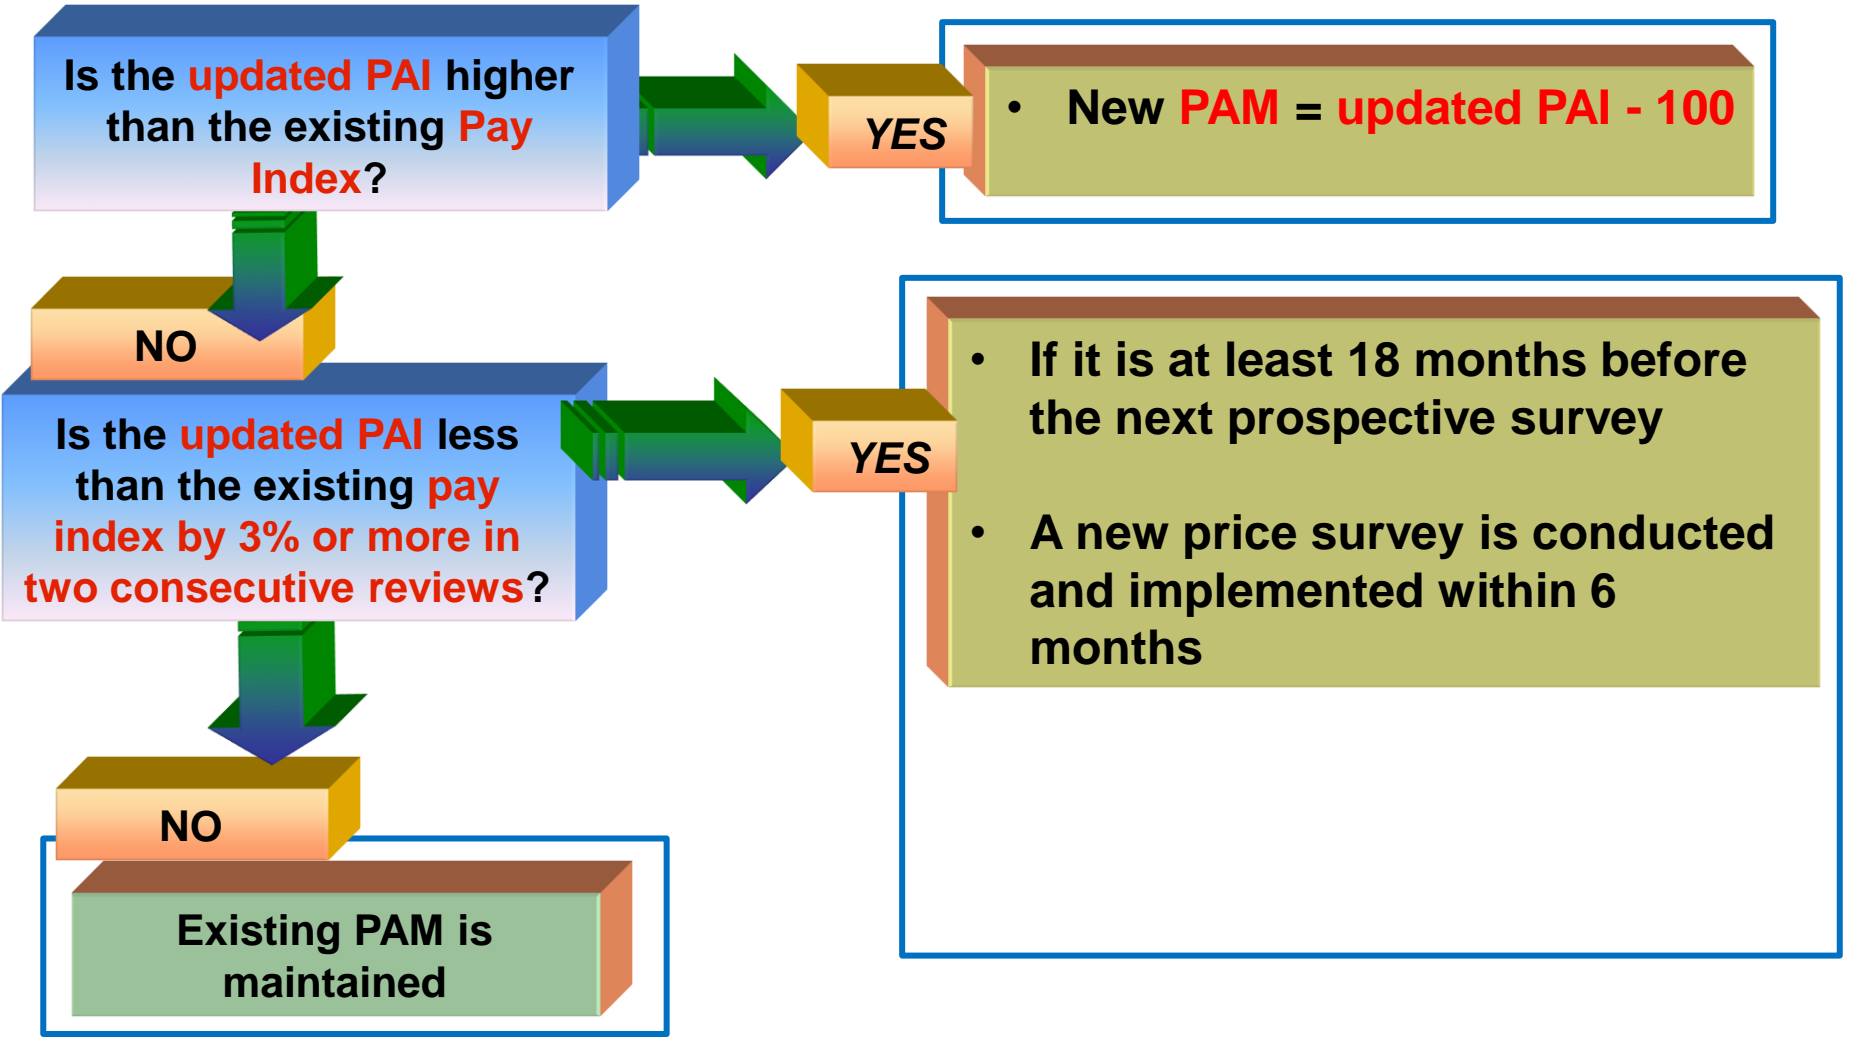 Is the updated PAI higher
than the existing Pay
Index?
YES
• New PAM = updated PAI - 100
NO
Is the updated PAI less
than the existing pay
index by 3% or more in
two consecutive reviews?
YES
• If it is at least 18 months before
the next prospective survey
• A new price survey is conducted
and implemented within 6
months
NO
Existing PAM is
maintained